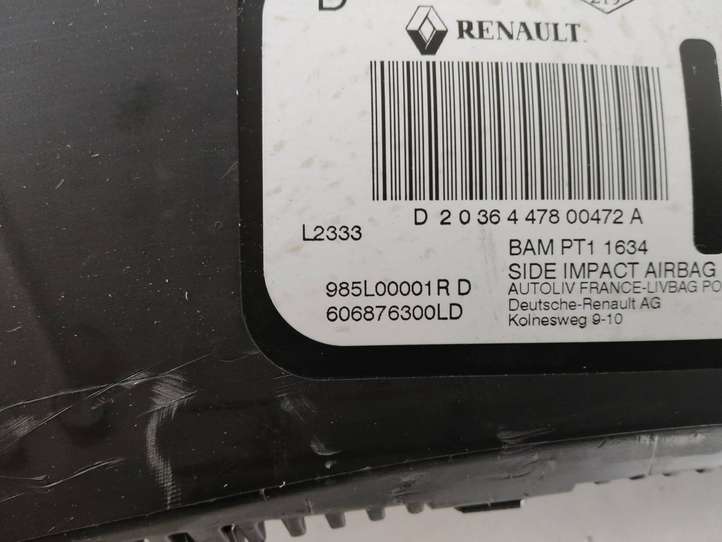 D
RENAULT
D 2 0 36 4 478 00472 A
L2333
BAM PT1 1634
985L00001R D
SIDE IMPACT AIRBAG
606876300LD
AUTOLIV FRANCE-LIVBAG
Deutsche-Renault AG
Kolnesweg 9-10